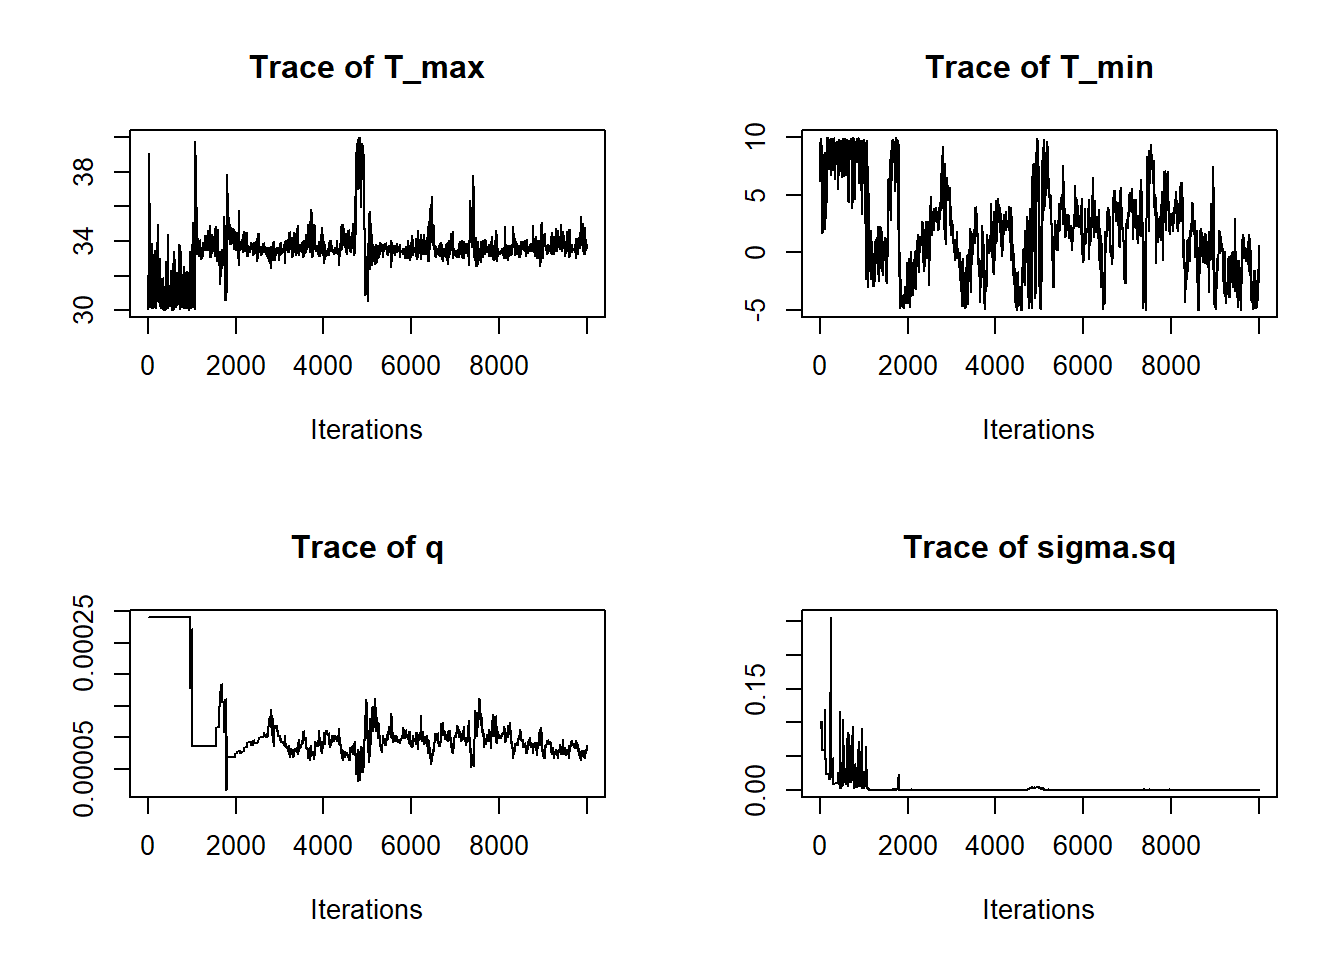 Trace of T_max
38
34
30
0 2000 4000 6000 8000
Iterations
Trace of T_min
10
5
0
-5
0 2000 4000 6000 8000
Iterations
Trace of q
0.00025
0.00005
0 2000 4000 6000 8000
Iterations
Trace of sigma.sq
0.15
0.00
0 2000 4000 6000 8000
Iterations